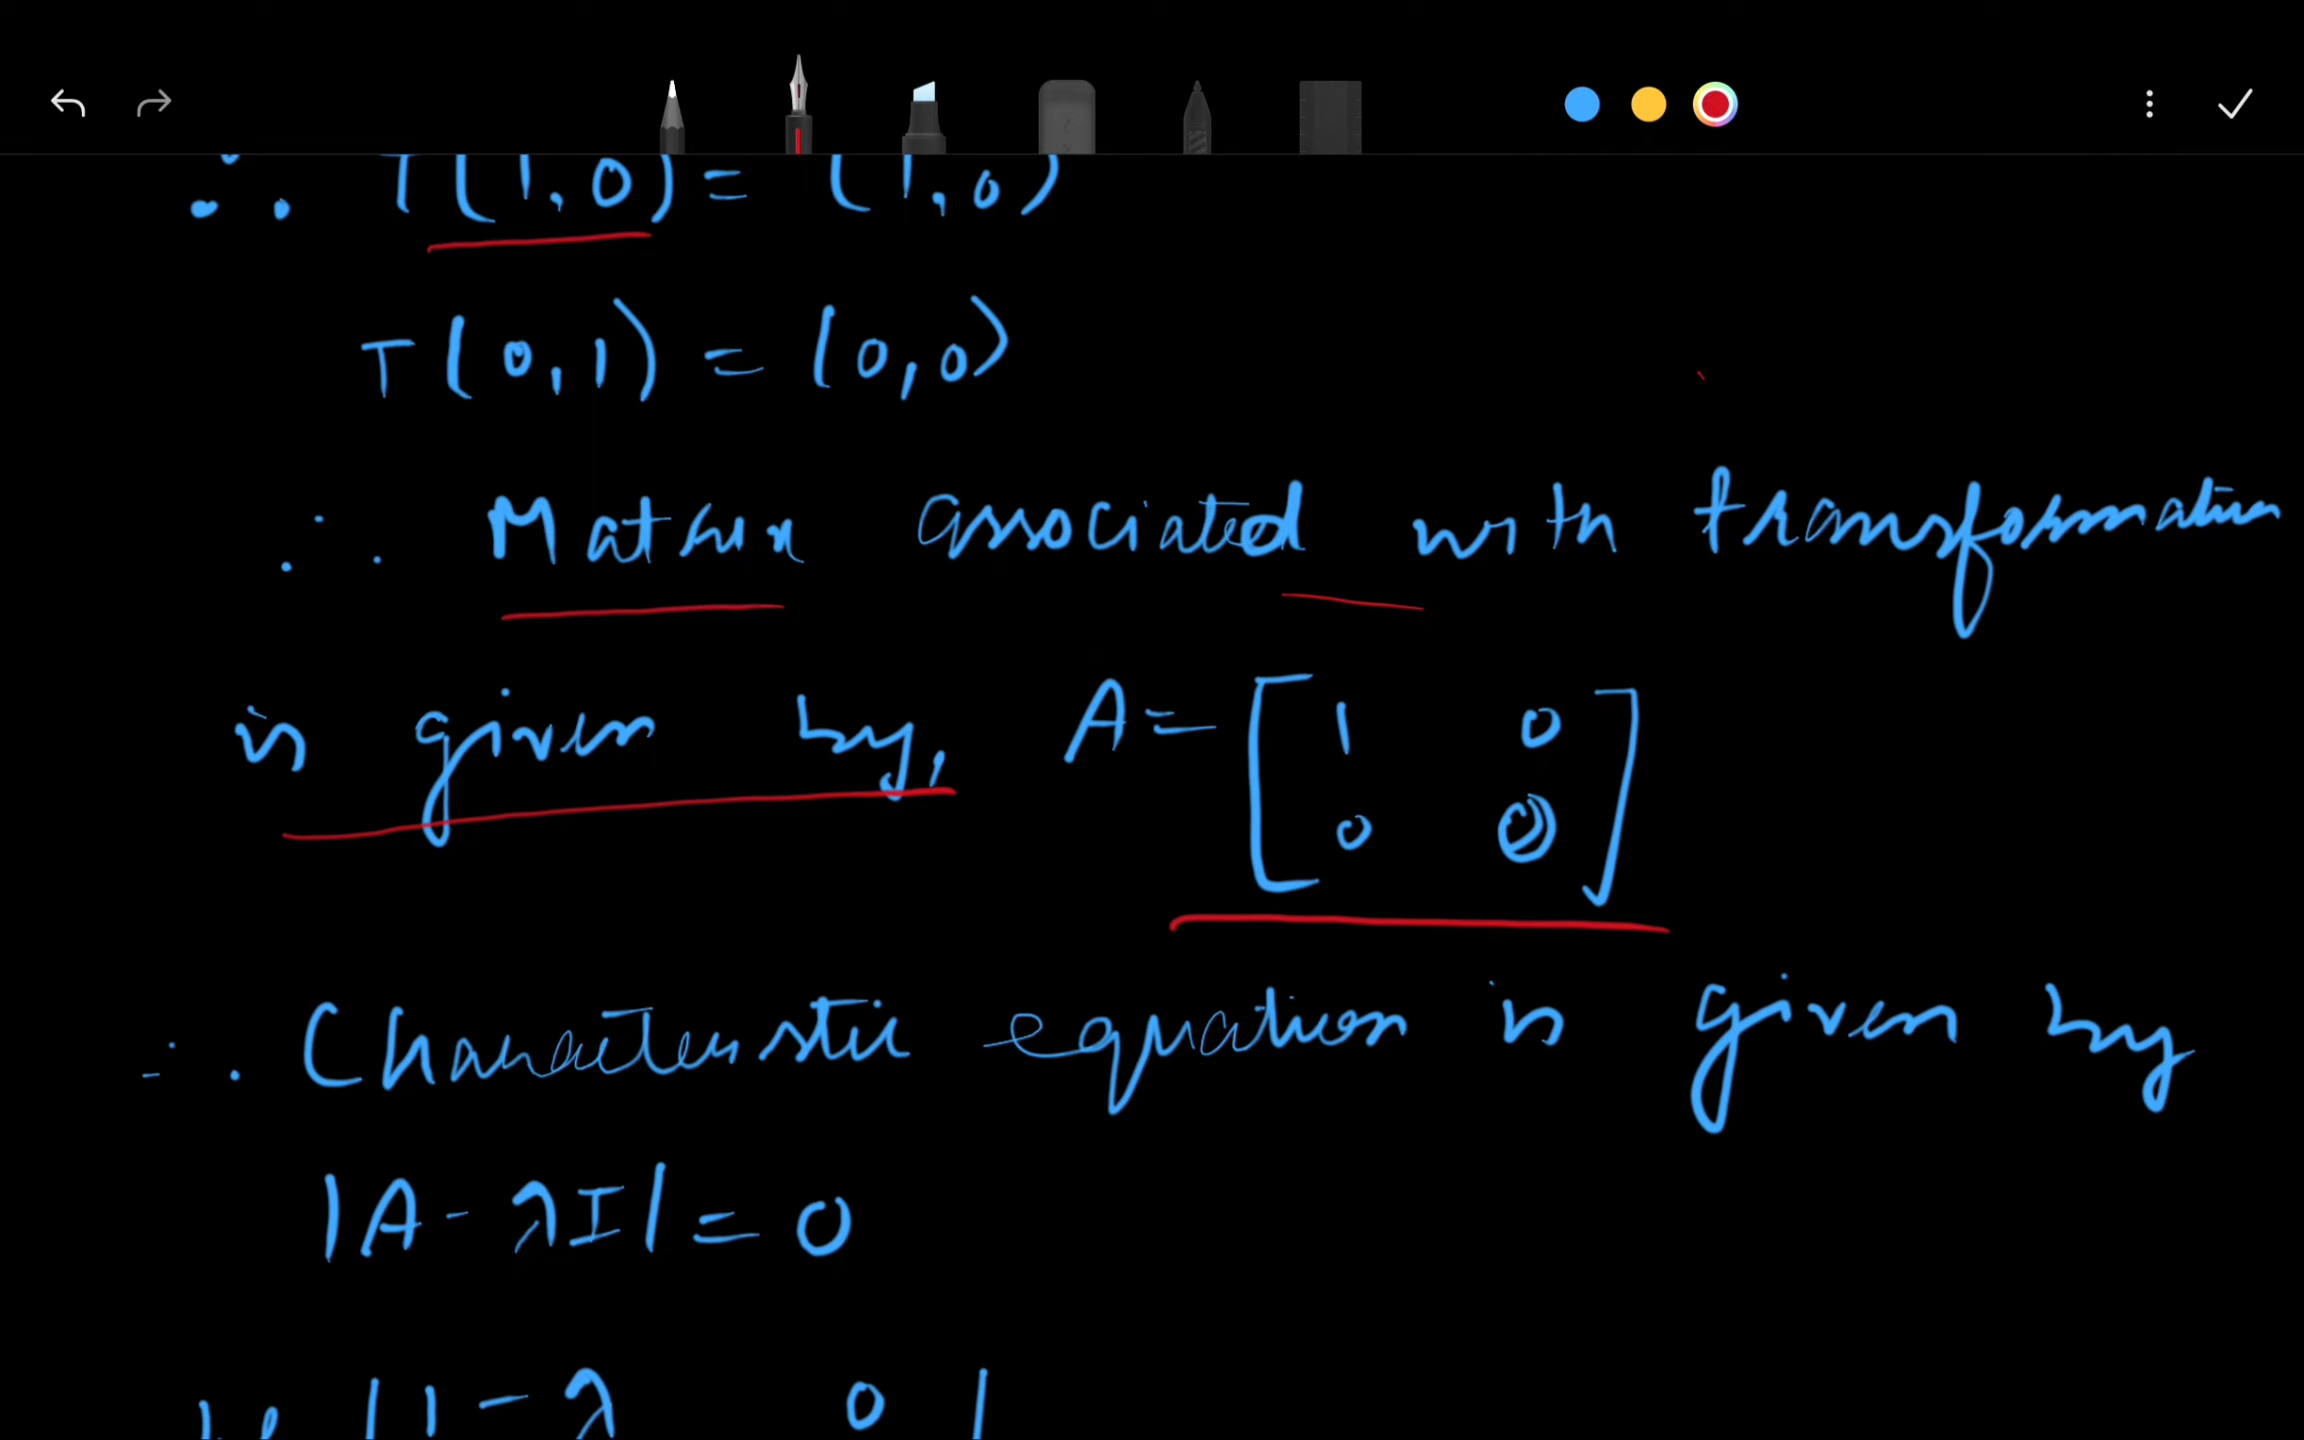 ∴ T(1,0) = (1,0)
T(0,1) = (0,0)
∴ Matrix associated with transformation
is given by, A = [1 0
0 0]
∴ Characteristic equation is given by
|A - λI| = 0
|1 - λ 0|